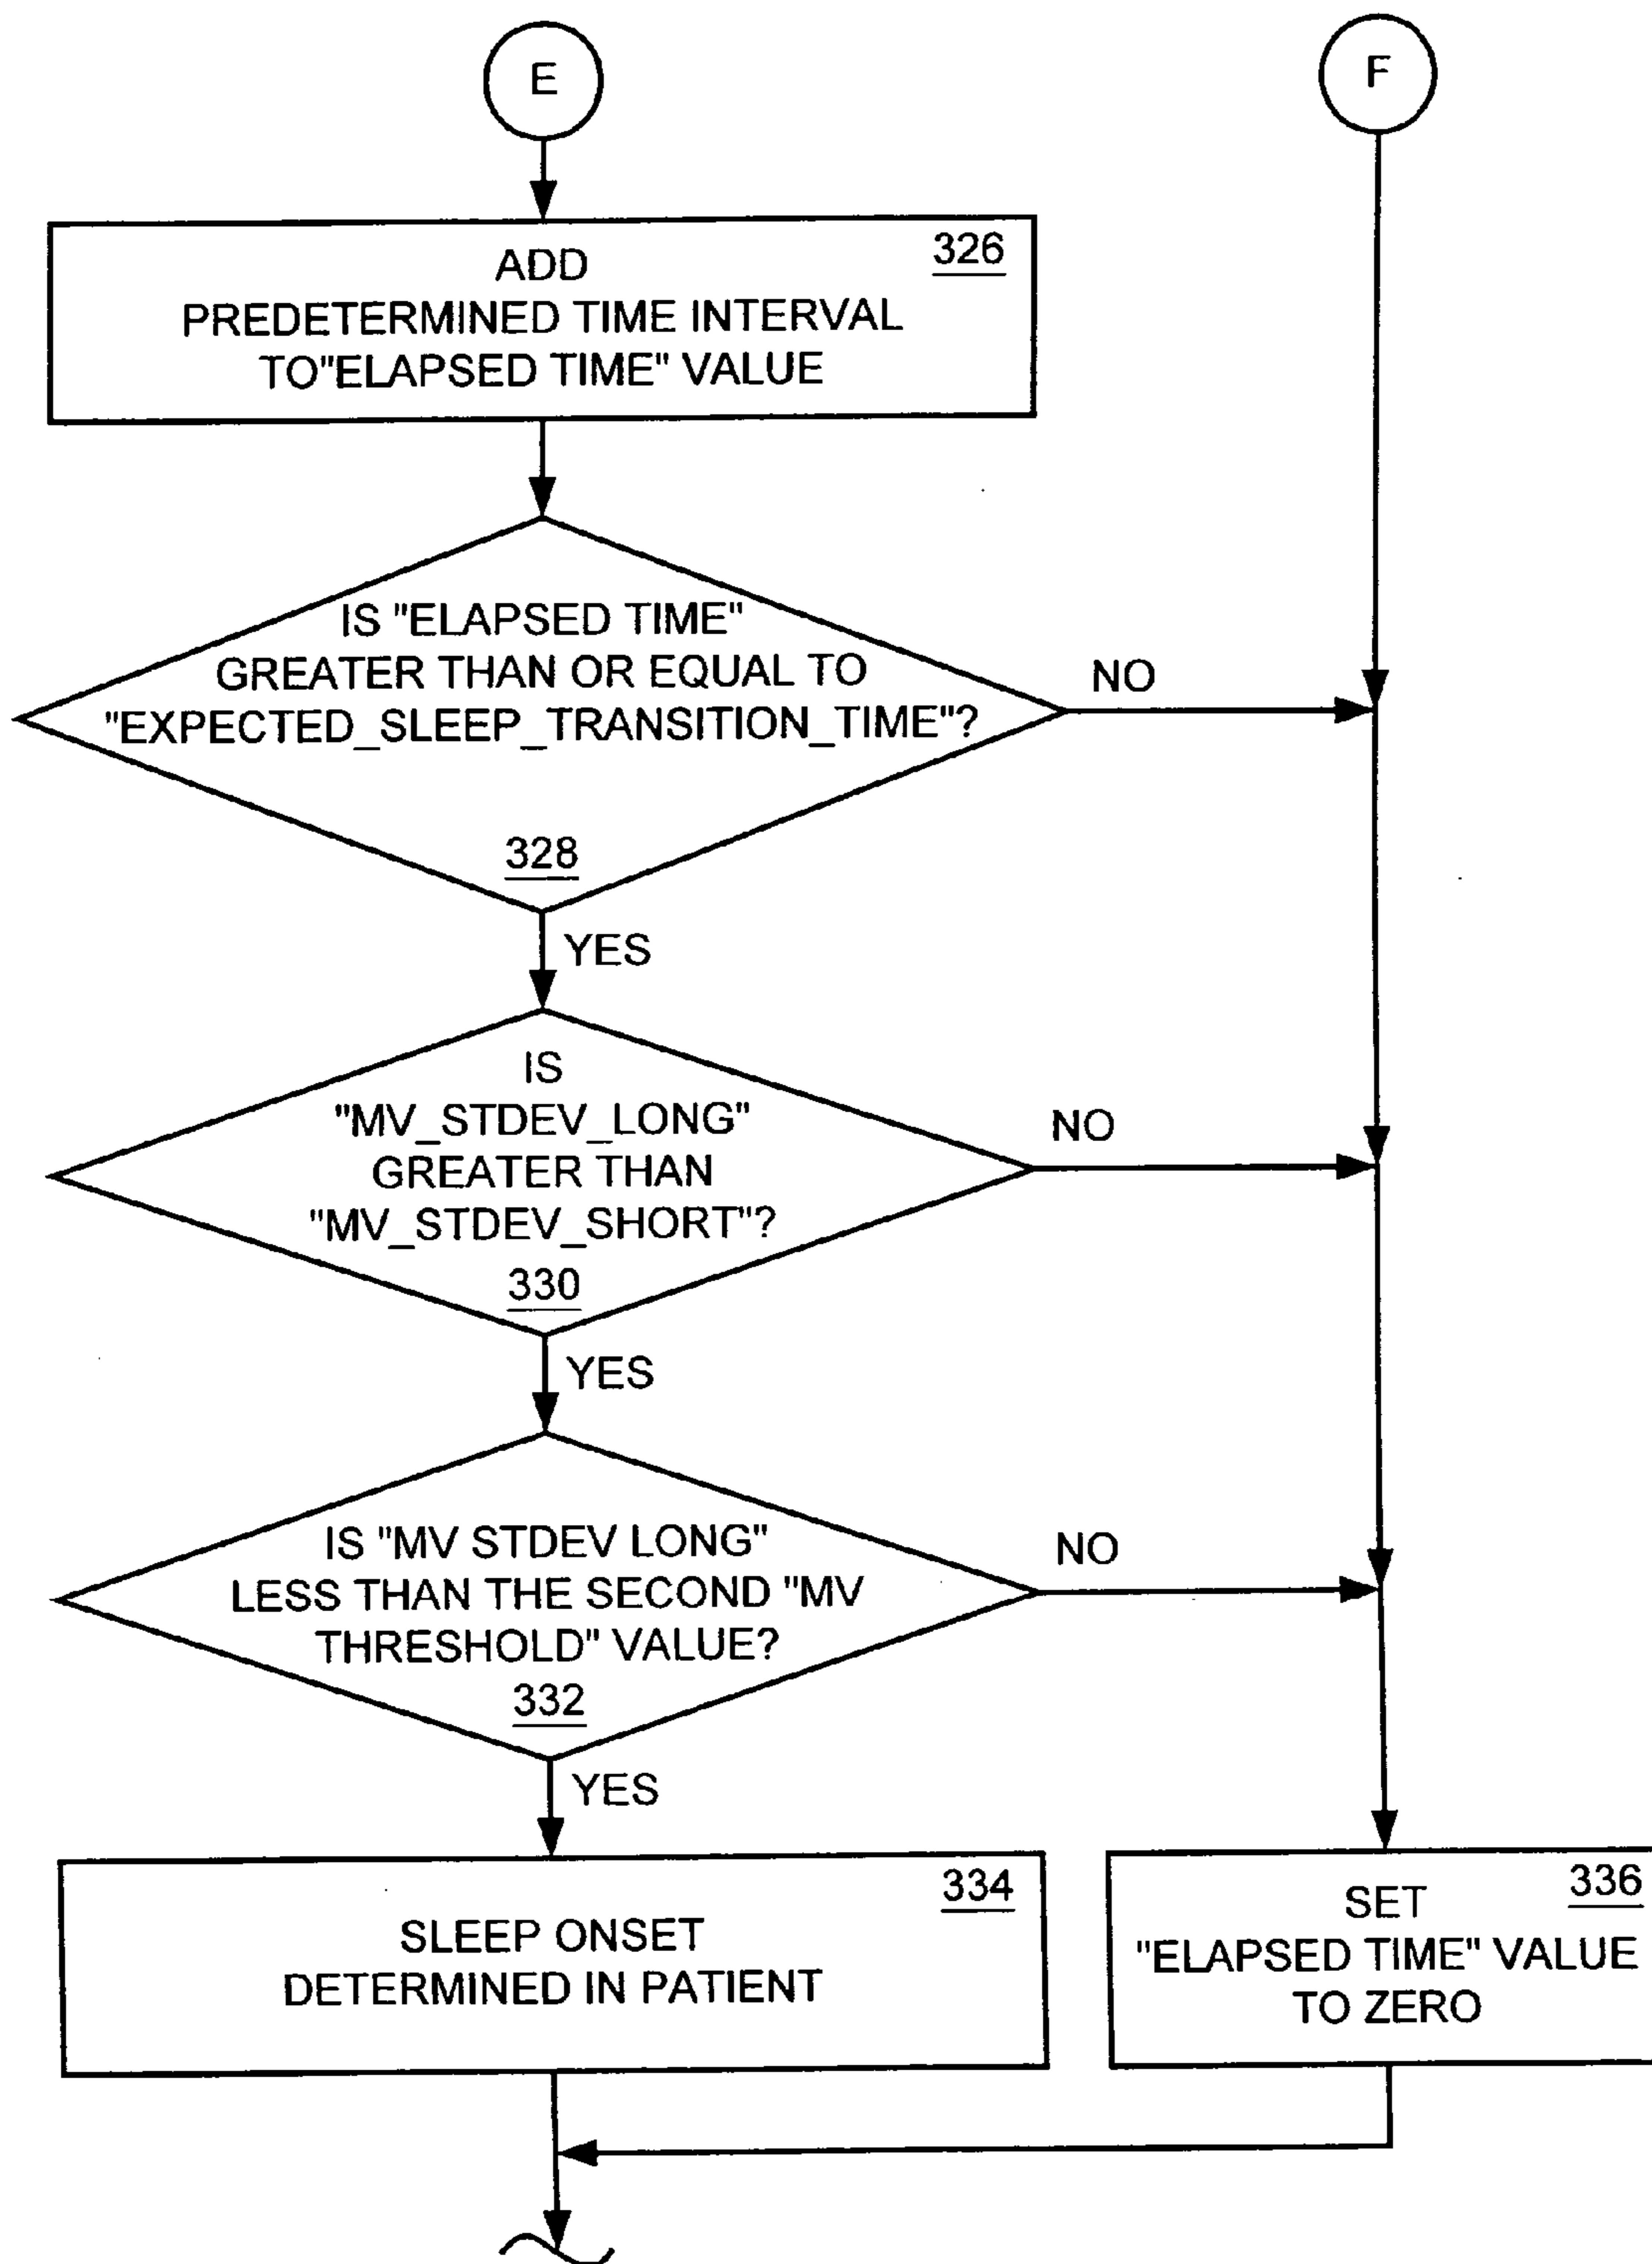 E
F
326
ADD
PREDETERMINED TIME INTERVAL
TO"ELAPSED TIME" VALUE
IS "ELAPSED TIME"
GREATER THAN OR EQUAL TO
"EXPECTED_SLEEP_TRANSITION_TIME"?
328
NO
YES
IS
"MV_STDEV_LONG"
GREATER THAN
"MV_STDEV_SHORT"?
330
NO
YES
IS "MV STDEV LONG"
LESS THAN THE SECOND "MV
THRESHOLD" VALUE?
332
NO
YES
334
SLEEP ONSET
DETERMINED IN PATIENT
336
SET
"ELAPSED TIME" VALUE
TO ZERO